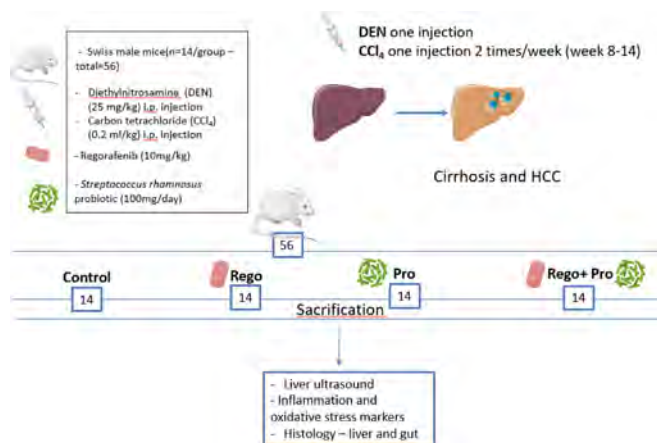 - Swiss male mice(n=14/group –
total=56)
- Diethylnitrosamine (DEN)
(25 mg/kg) i.p. injection
- Carbon tetrachloride (CCl4)
(0.2 ml/kg) i.p. injection
- Regorafenib (10mg/kg)
- Streptococcus rhamnosus
probiotic (100mg/day)
DEN one injection
CCl4 one injection 2 times/week (week 8-14)
Cirrhosis and HCC
56
Control
Rego
Pro
Rego+ Pro
14
14
14
14
Sacrification
- Liver ultrasound
- Inflammation and
oxidative stress markers
- Histology – liver and gut